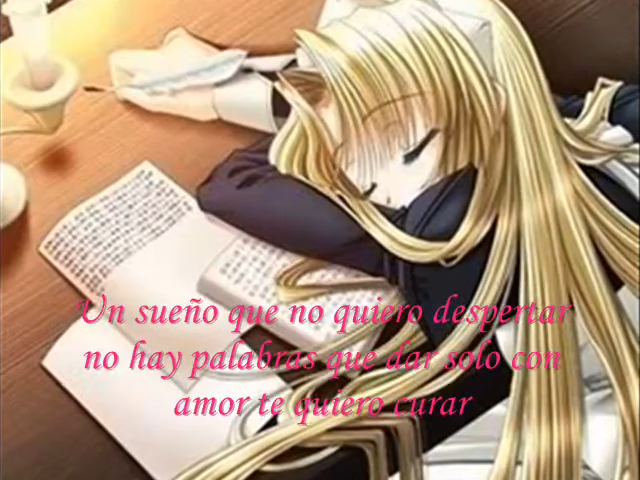 Un sueño que no quiero despertar
no hay palabras que dar solo con
amor te quiero curar